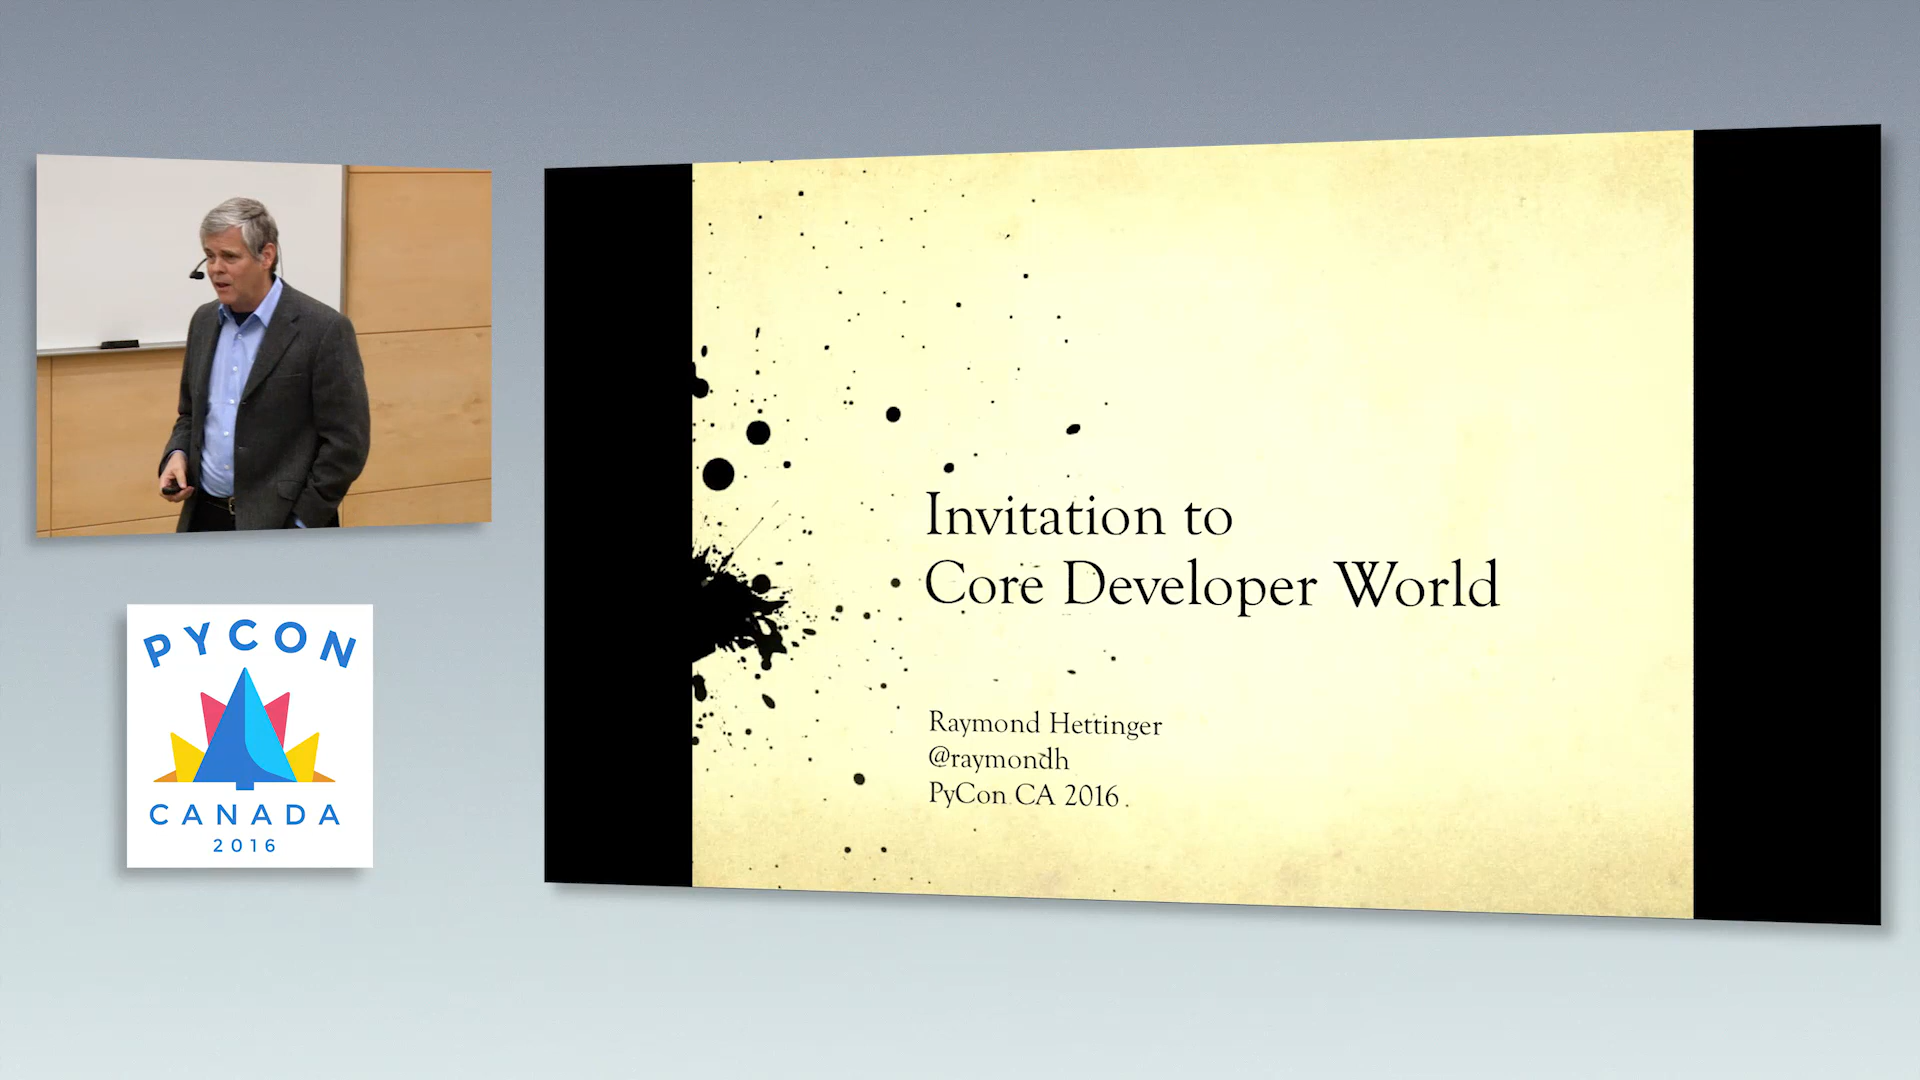 PYCON
CANADA
2016
Invitation to
Core Developer World
Raymond Hettinger
@raymondh
PyCon CA 2016